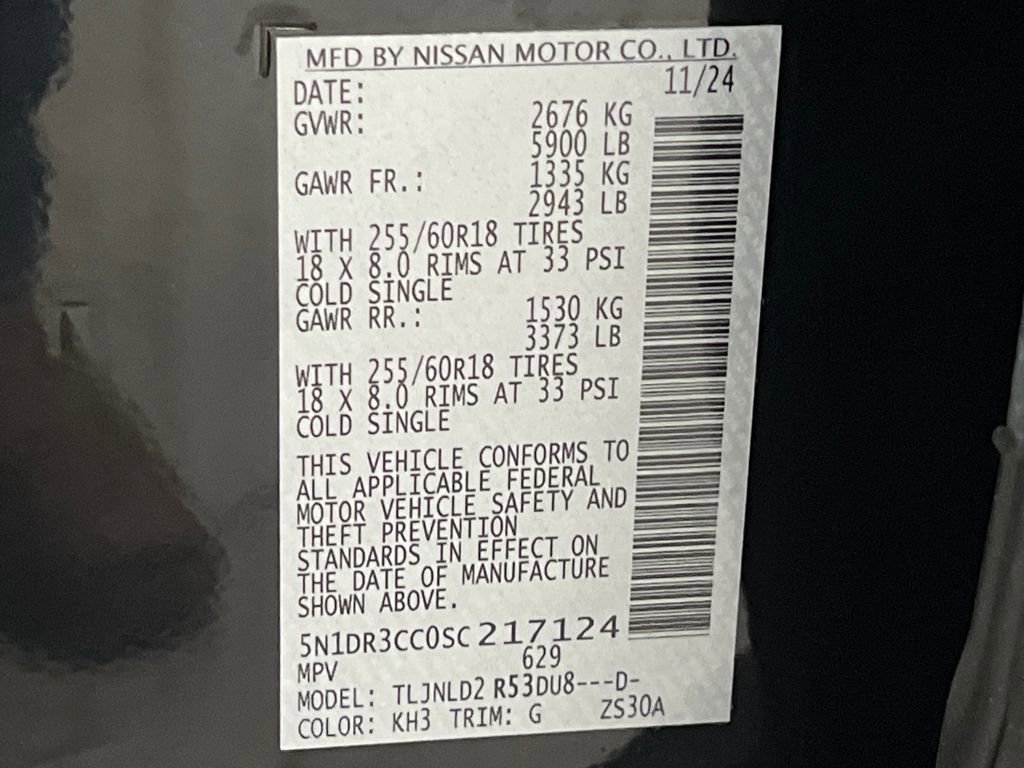 MFD BY NISSAN MOTOR CO., LTD.
DATE: 11/24
GVWR: 2676 KG
5900 LB
GAWR FR.: 1335 KG
2943 LB
WITH 255/60R18 TIRES
18 X 8.0 RIMS AT 33 PSI
COLD SINGLE
GAWR RR.: 1530 KG
3373 LB
WITH 255/60R18 TIRES
18 X 8.0 RIMS AT 33 PSI
COLD SINGLE
THIS VEHICLE CONFORMS TO
ALL APPLICABLE FEDERAL
MOTOR VEHICLE SAFETY AND
THEFT PREVENTION
STANDARDS IN EFFECT ON
THE DATE OF MANUFACTURE
SHOWN ABOVE.
5N1DR3CC0SC217124
MPV 629
MODEL: TLJNLD2 R53DU8---D-
COLOR: KH3 TRIM: G ZS30A